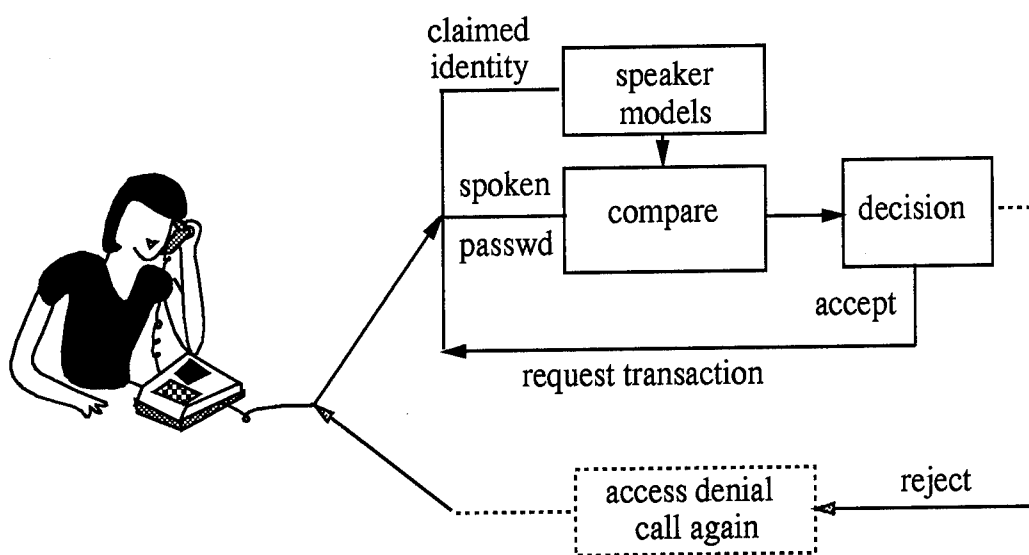 claimed
identity
speaker
models
spoken
passwd
compare
decision
accept
request transaction
access denial
call again
reject